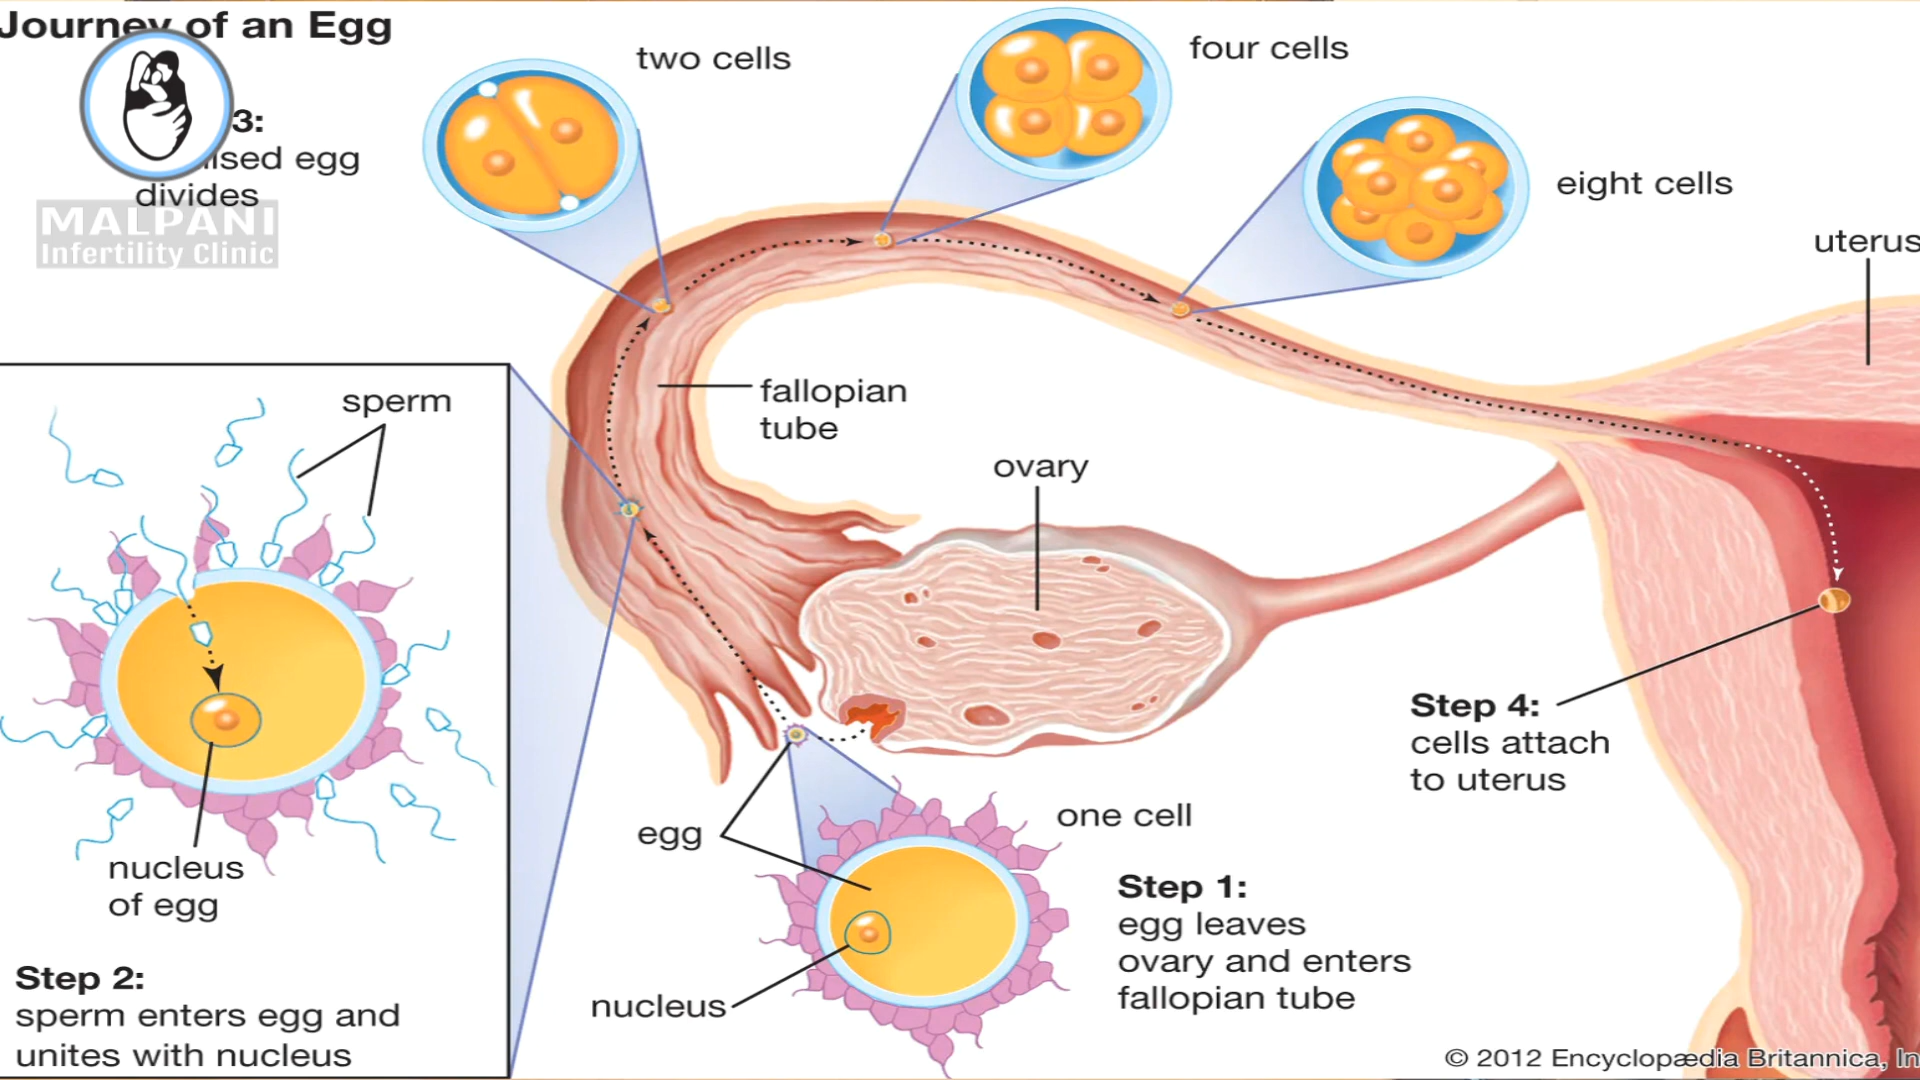 Journey of an Egg
3:
egg
divides
MALPANI
Infertility Clinic
two cells
four cells
eight cells
uterus
sperm
fallopian
tube
ovary
nucleus
of egg
Step 2:
sperm enters egg and
unites with nucleus
egg
one cell
nucleus
Step 1:
egg leaves
ovary and enters
fallopian tube
Step 4:
cells attach
to uterus
© 2012 Encyclopædia Britannica,